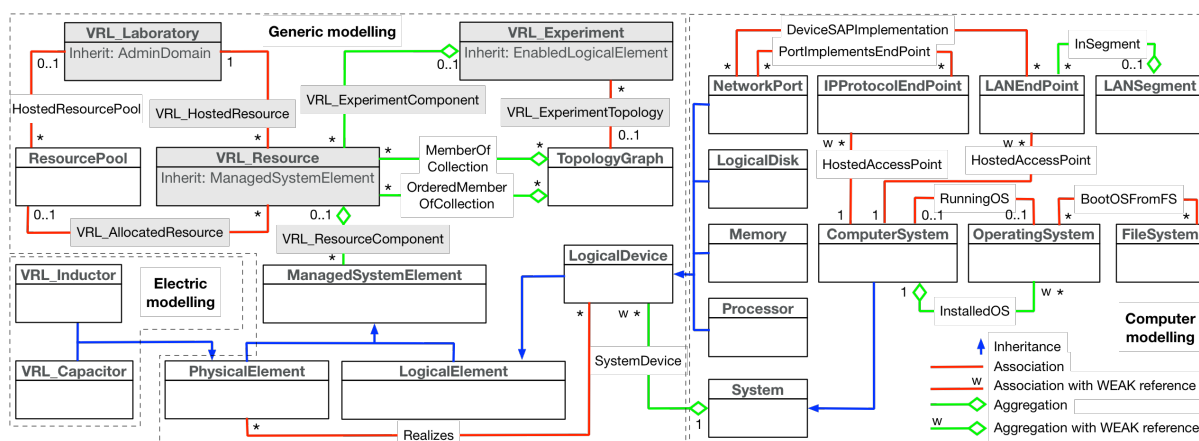 VRL_Laboratory
Inherit: AdminDomain
Generic modelling
VRL_Experiment
Inherit: EnabledLogicalElement
0..1
1
0..1
*
HostedResourcePool
VRL_ExperimentComponent
VRL_HostedResource
VRL_ExperimentTopology
*
*
*
0..1
ResourcePool
VRL_Resource
Inherit: ManagedSystemElement
*
MemberOf
Collection
*
TopologyGraph
*
OrderedMember
OfCollection
*
0..1
*
0..1
VRL_AllocatedResource
VRL_ResourceComponent
*
VRL_Inductor
Electric
modelling
ManagedSystemElement
LogicalDevice
*
w *
SystemDevice
VRL_Capacitor
PhysicalElement
LogicalElement
*
Realizes
1
DeviceSAPImplementation
PortImplementsEndPoint
InSegment
*
*
*
*
*
0..1
NetworkPort
IPProtocolEndPoint
LANEndPoint
LANSegment
w *
w *
LogicalDisk
HostedAccessPoint
HostedAccessPoint
RunningOS
BootOSFromFS
1
1
0..1
0..1
*
*
Memory
ComputerSystem
OperatingSystem
FileSystem
1
w *
InstalledOS
Processor
Computer
modelling
System
Inheritance
Association
w
Association with WEAK reference
Aggregation
w
Aggregation with WEAK reference